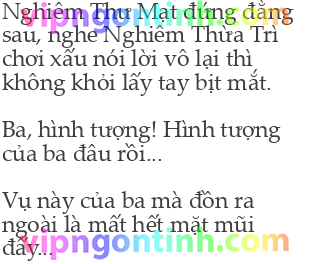 Nghiêm Thư Mai đứng đằng
sau, nghe Nghiêm Thừa Trì
chơi xấu nói lời vô lại thì
không khỏi lấy tay bịt mắt.
Ba, hình tượng! Hình tượng
của ba đâu rồi...
Vụ này của ba mà đồn ra
ngoài là mất hết mặt mũi
đấy...
vipngontinh.com
vipngontinh.com